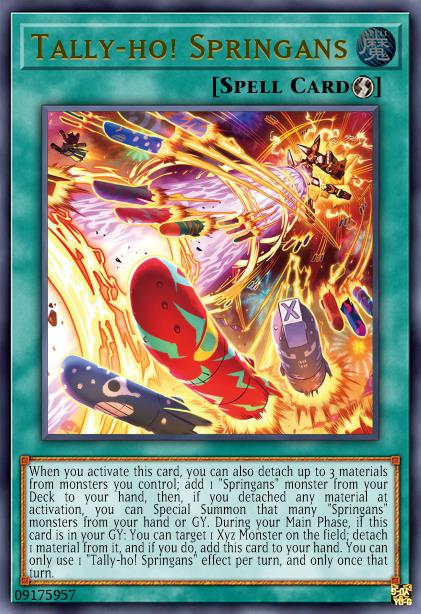 TALLY-HO! SPRINGANS
魔
[SPELL CARD]
X
When you activate this card, you can also detach up to 3 materials
from monsters you control; add 1 "Springans" monster from your
Deck to your hand, then, if you detached any material at
activation, you can Special Summon that many "Springans"
monsters from your hand or GY. During your Main Phase, if this
card is in your GY: You can target 1 Xyz Monster on the field; detach
1 material from it, and if you do, add this card to your hand. You can
only use 1 "Tally-ho! Springans" effect per turn, and only once that
turn.
09175957